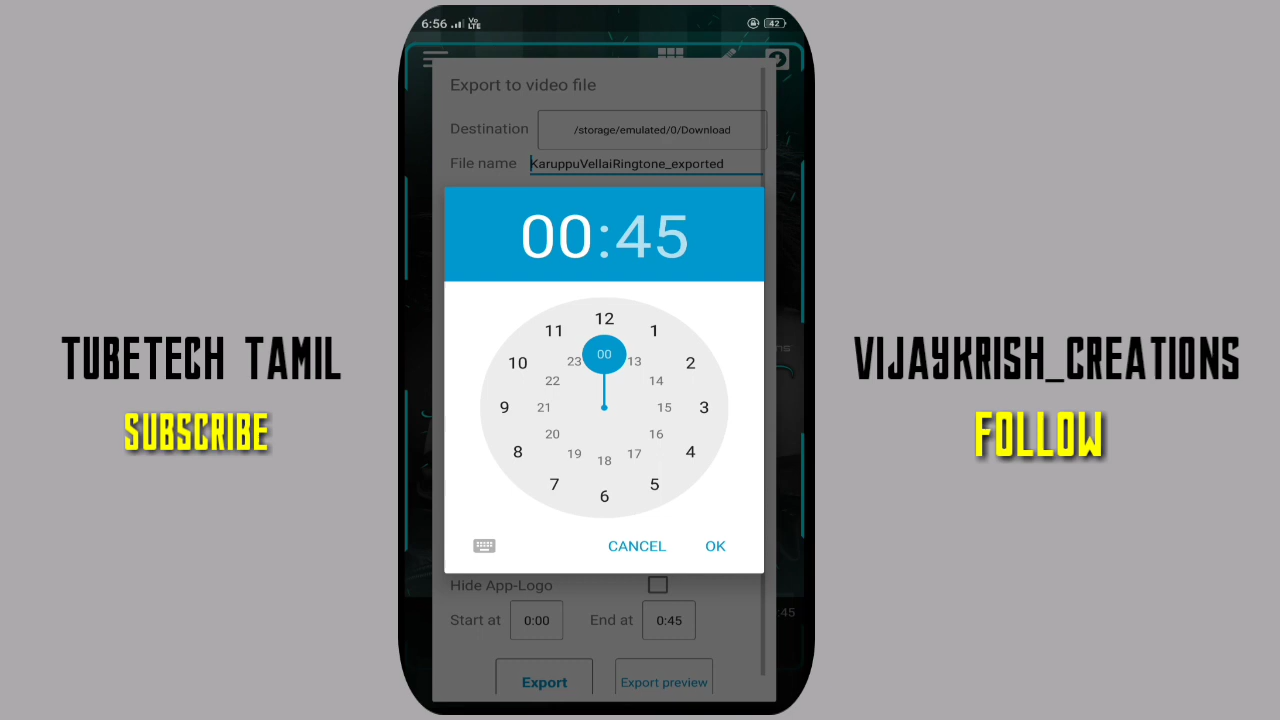 6:56 Vo LTE 42
Export to video file
Destination /storage/emulated/0/Download
File name KaruppuVellaiRingtone_exported
00:45
12
11 1
00
10 23 13 2
22 14
9 21 15 3
20 16
8 19 17 4
18
7 5
6
CANCEL OK
Hide App-Logo
:45
Start at 0:00 End at 0:45
Export Export preview
TUBETECH TAMIL
SUBSCRIBE
VIJAYKRISH_CREATIONS
FOLLOW